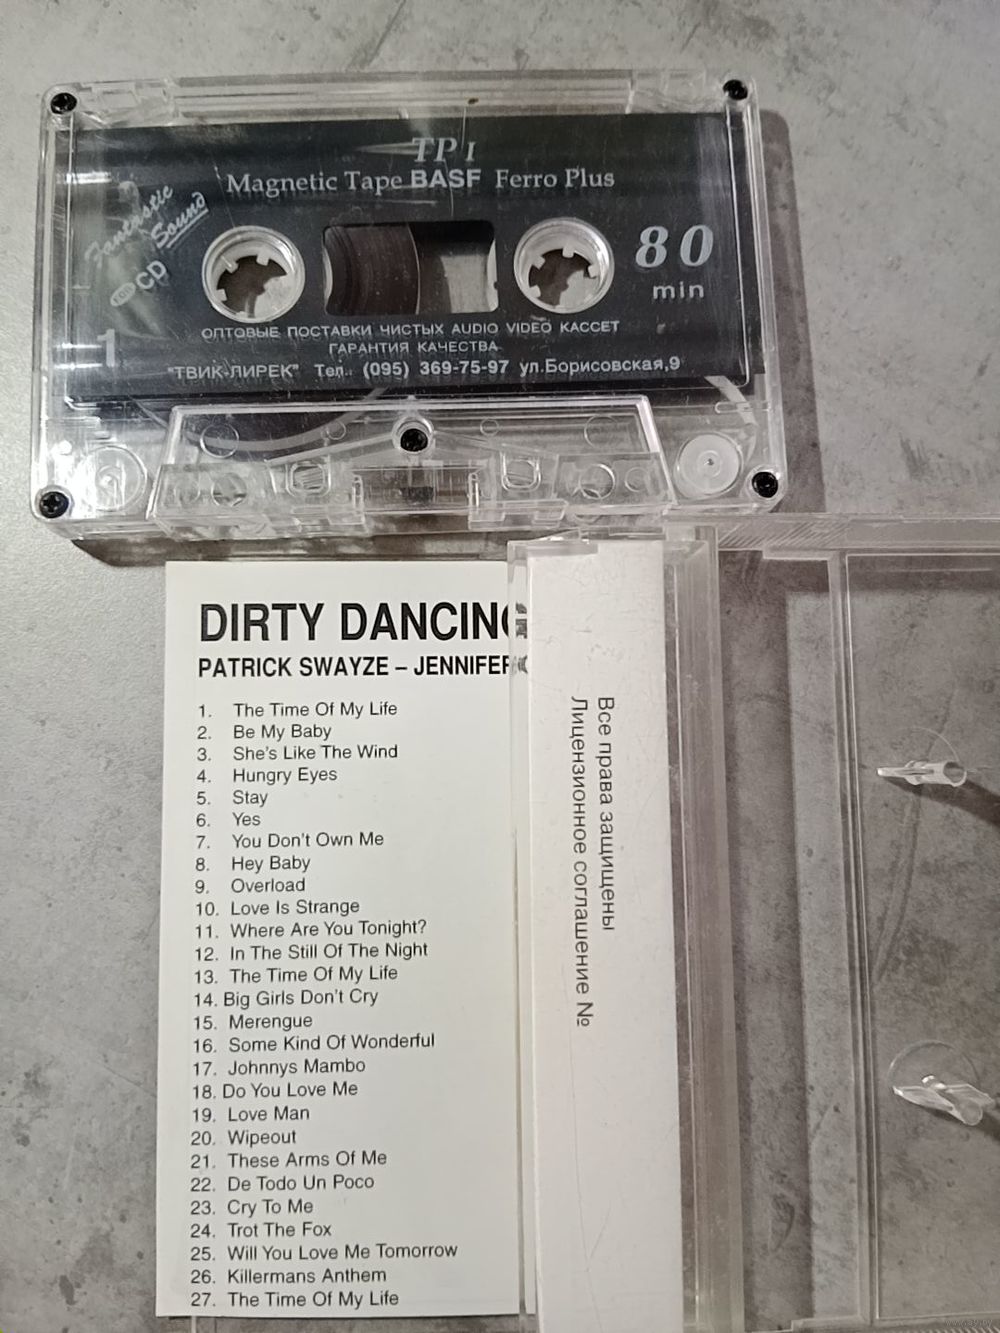 TP I
Magnetic Tape BASF Ferro Plus
Fantastic
Sound
CD
80
min
1
ОПТОВЫЕ ПОСТАВКИ ЧИСТЫХ AUDIO VIDEO КАССЕТ
ГАРАНТИЯ КАЧЕСТВА
"ТВИК-ЛИРЕК" Тел.: (095) 369-75-97 ул.Борисовская,9
DIRTY DANCING
PATRICK SWAYZE – JENNIFER
1. The Time Of My Life
2. Be My Baby
3. She's Like The Wind
4. Hungry Eyes
5. Stay
6. Yes
7. You Don't Own Me
8. Hey Baby
9. Overload
10. Love Is Strange
11. Where Are You Tonight?
12. In The Still Of The Night
13. The Time Of My Life
14. Big Girls Don't Cry
15. Merengue
16. Some Kind Of Wonderful
17. Johnnys Mambo
18. Do You Love Me
19. Love Man
20. Wipeout
21. These Arms Of Me
22. De Todo Un Poco
23. Cry To Me
24. Trot The Fox
25. Will You Love Me Tomorrow
26. Killermans Anthem
27. The Time Of My Life
Все права защищены
Лицензионное соглашение №